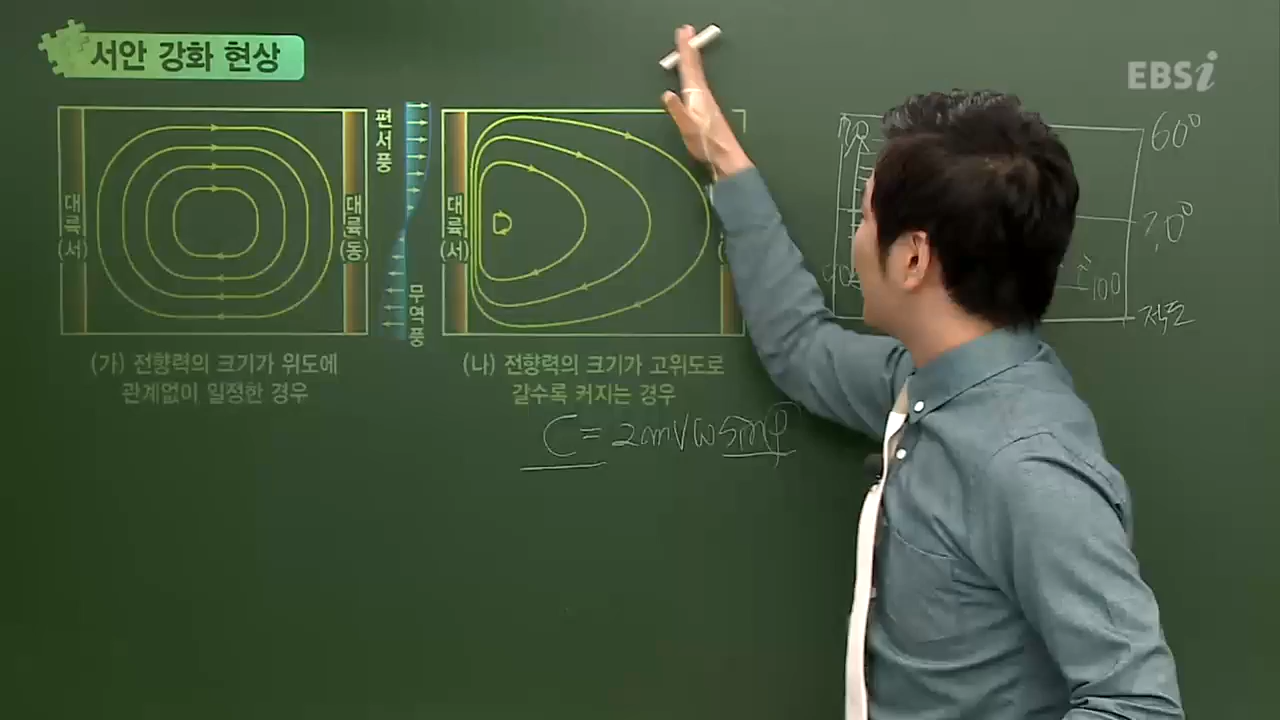 서안 강화 현상
EBSi
대륙(서)
대륙(동)
편서풍
무역풍
대륙(서)
(가) 전향력의 크기가 위도에
관계없이 일정한 경우
(나) 전향력의 크기가 고위도로
갈수록 커지는 경우
C = 2mVωsinφ
60°
적도
100